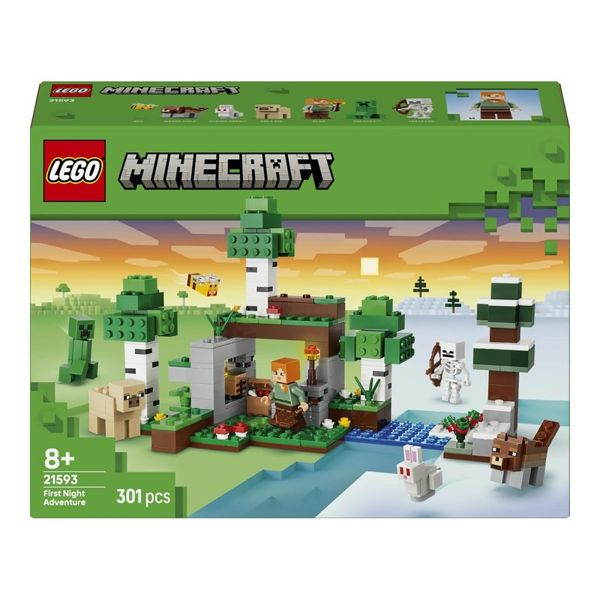 LEGO MINECRAFT
21593
LEGO MINECRAFT
8+
21593
First Night
Adventure
301 pcs